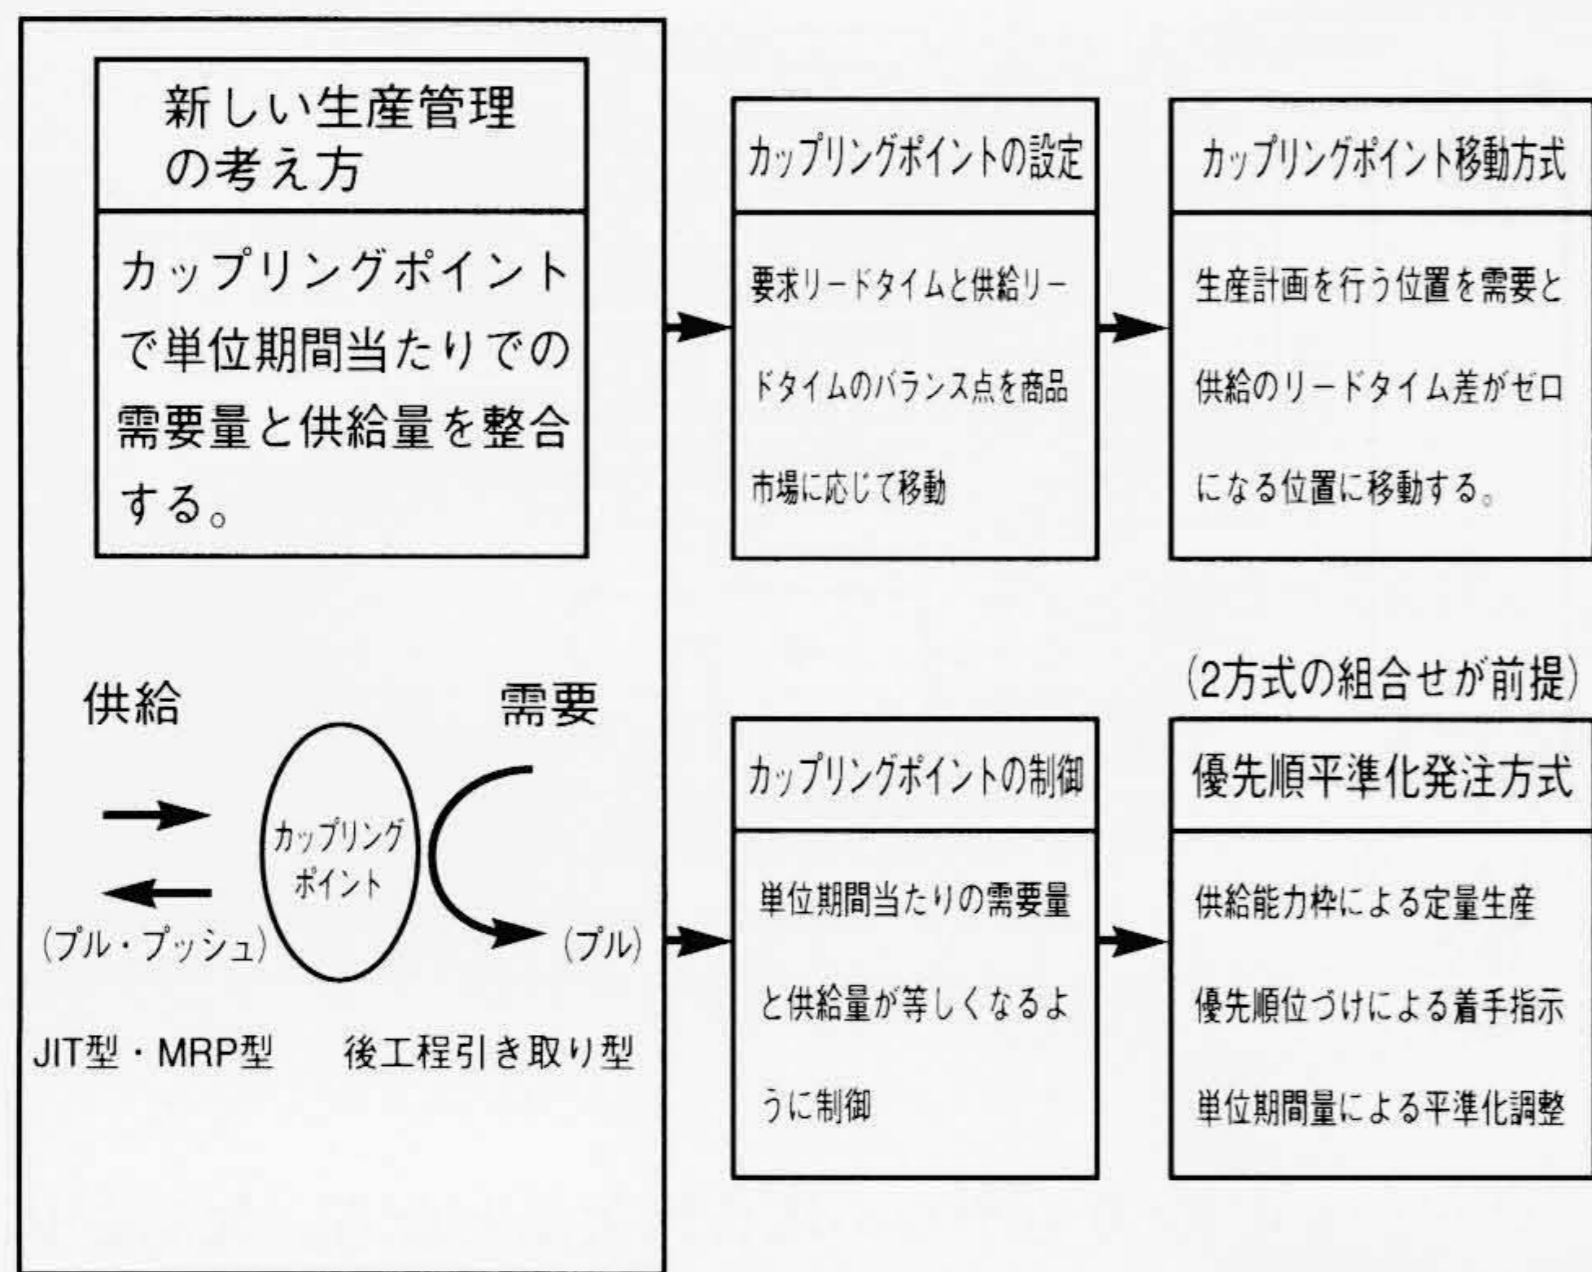 新しい生産管理
の考え方
カップリングポイント
で単位期間当たりでの
需要量と供給量を整合
する。
供給
需要
カップリング
ポイント
(プル・プッシュ)
(プル)
JIT型・MRP型
後工程引き取り型
カップリングポイントの設定
要求リードタイムと供給リー
ドタイムのバランス点を商品
市場に応じて移動
カップリングポイント移動方式
生産計画を行う位置を需要と
供給のリードタイム差がゼロ
になる位置に移動する。
カップリングポイントの制御
単位期間当たりの需要量
と供給量が等しくなるよ
うに制御
(2方式の組合せが前提)
優先順平準化発注方式
供給能力枠による定量生産
優先順位づけによる着手指示
単位期間量による平準化調整